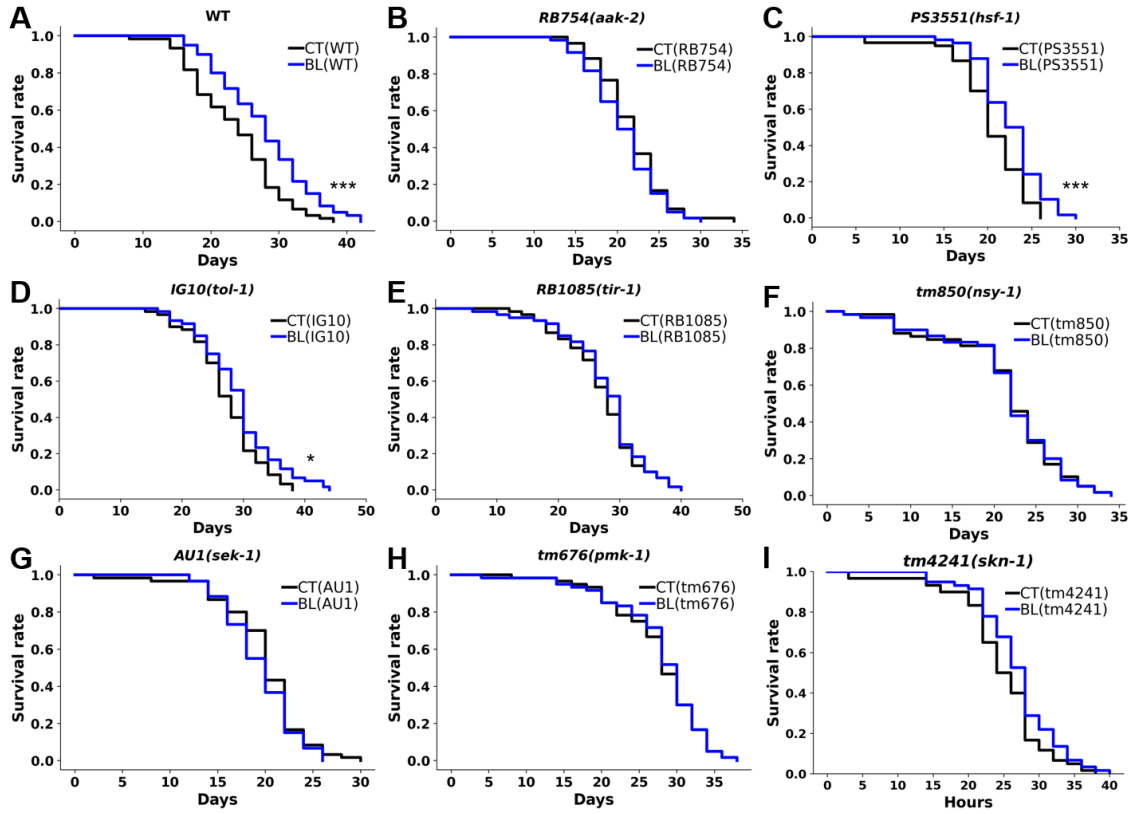 A
WT
CT(WT)
BL(WT)
Survival rate
1.0
0.8
0.6
0.4
0.2
0.0
***
0 10 20 30 40
Days
B
RB754(aak-2)
CT(RB754)
BL(RB754)
Survival rate
1.0
0.8
0.6
0.4
0.2
0.0
0 5 10 15 20 25 30 35
Days
C
PS3551(hsf-1)
CT(PS3551)
BL(PS3551)
Survival rate
1.0
0.8
0.6
0.4
0.2
0.0
***
0 5 10 15 20 25 30 35
Days
D
IG10(tol-1)
CT(IG10)
BL(IG10)
Survival rate
1.0
0.8
0.6
0.4
0.2
0.0
*
0 10 20 30 40 50
Days
E
RB1085(tir-1)
CT(RB1085)
BL(RB1085)
Survival rate
1.0
0.8
0.6
0.4
0.2
0.0
0 10 20 30 40 50
Days
F
tm850(nsy-1)
CT(tm850)
BL(tm850)
Survival rate
1.0
0.8
0.6
0.4
0.2
0.0
0 5 10 15 20 25 30 35
Days
G
AU1(sek-1)
CT(AU1)
BL(AU1)
Survival rate
1.0
0.8
0.6
0.4
0.2
0.0
0 5 10 15 20 25 30
Days
H
tm676(pmk-1)
CT(tm676)
BL(tm676)
Survival rate
1.0
0.8
0.6
0.4
0.2
0.0
0 5 10 15 20 25 30 35
Days
I
tm4241(skn-1)
CT(tm4241)
BL(tm4241)
Survival rate
1.0
0.8
0.6
0.4
0.2
0.0
0 5 10 15 20 25 30 35 40
Hours